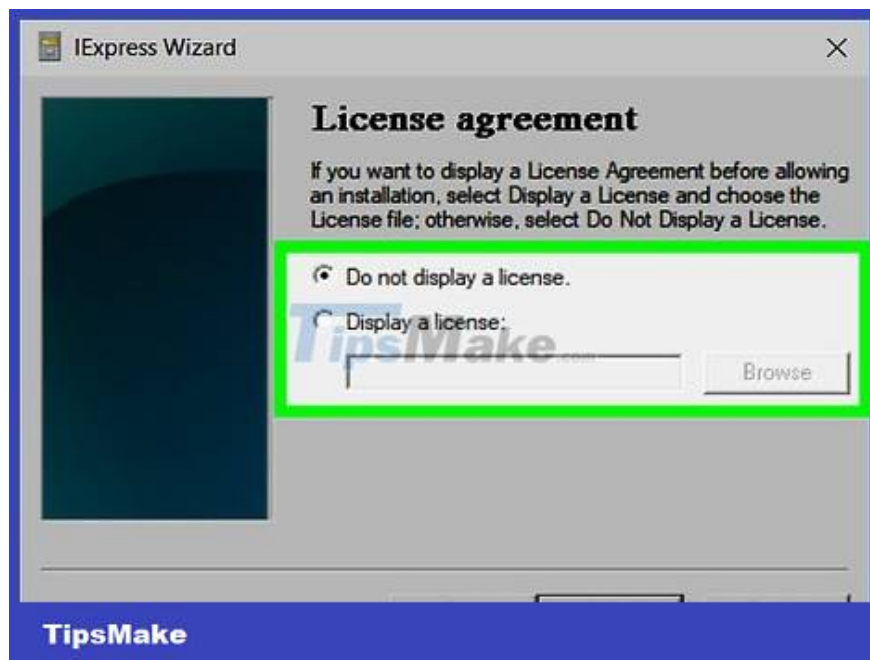 IExpress Wizard
License agreement
If you want to display a License Agreement before allowing
an installation, select Display a License and choose the
License file; otherwise, select Do Not Display a License.
Do not display a license.
Display a license:
TipsMake.com
Browse
TipsMake